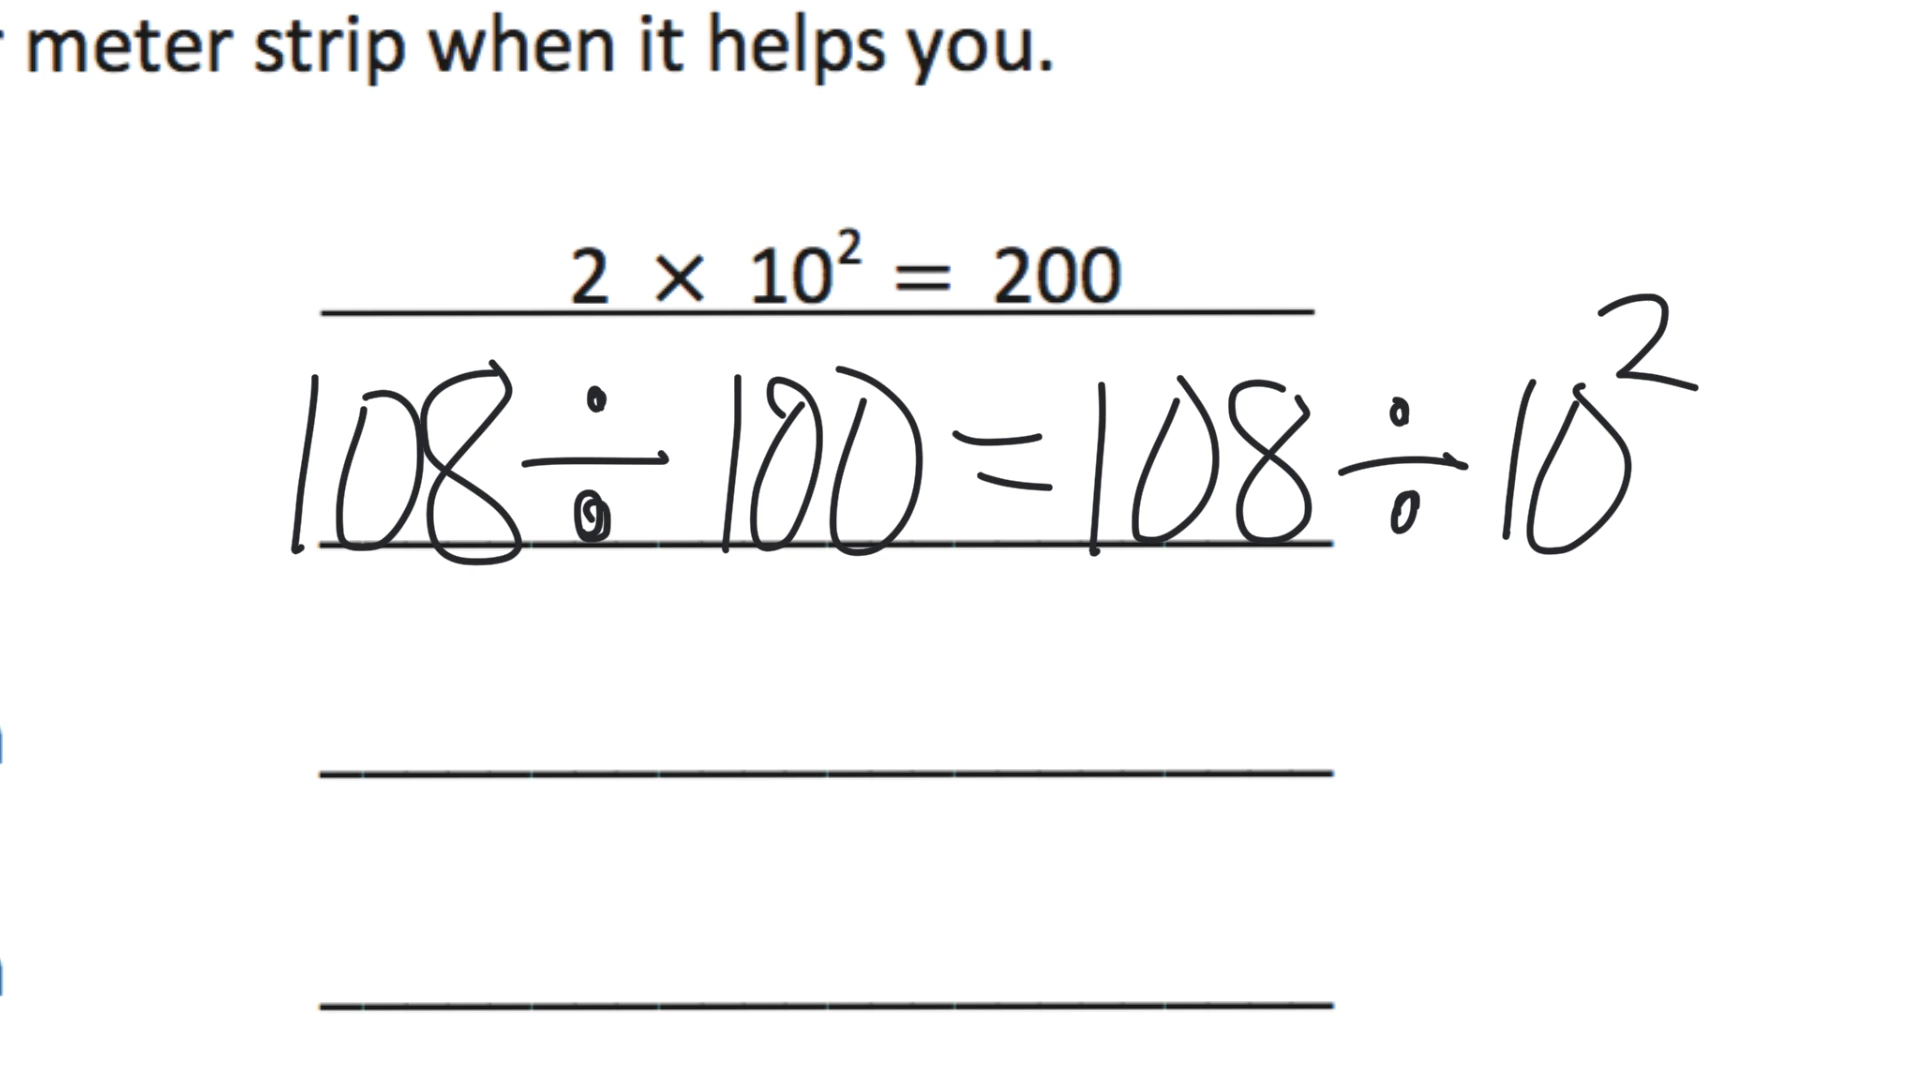 meter strip when it helps you.
2 × 10² = 200
108 ÷ 100 = 108 ÷ 10²